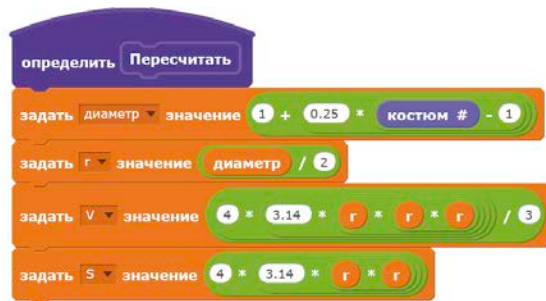 определить Пересчитать
задать диаметр значение 1 + 0.25 * костюм # - 1
задать r значение диаметр / 2
задать V значение 4 * 3.14 * r * r * r / 3
задать S значение 4 * 3.14 * r * r